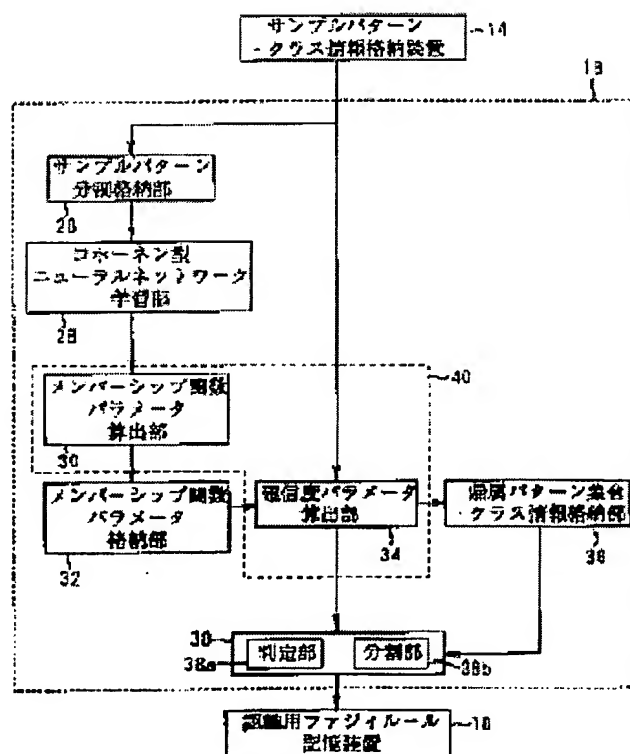 サンプルパターン
・クラス情報格納装置
14
サンプルパターン
分割格納部
コホーネン型
ニューラルネットワーク
学習部
28
40
メンバーシップ関数
パラメータ
算出部
30
メンバーシップ関数
パラメータ
格納部
32
確信度パラメータ
算出部
34
帰属パターン集合
・クラス情報格納部
36
判定部
38a
分割部
38b
認識用ファジィルール
記憶装置